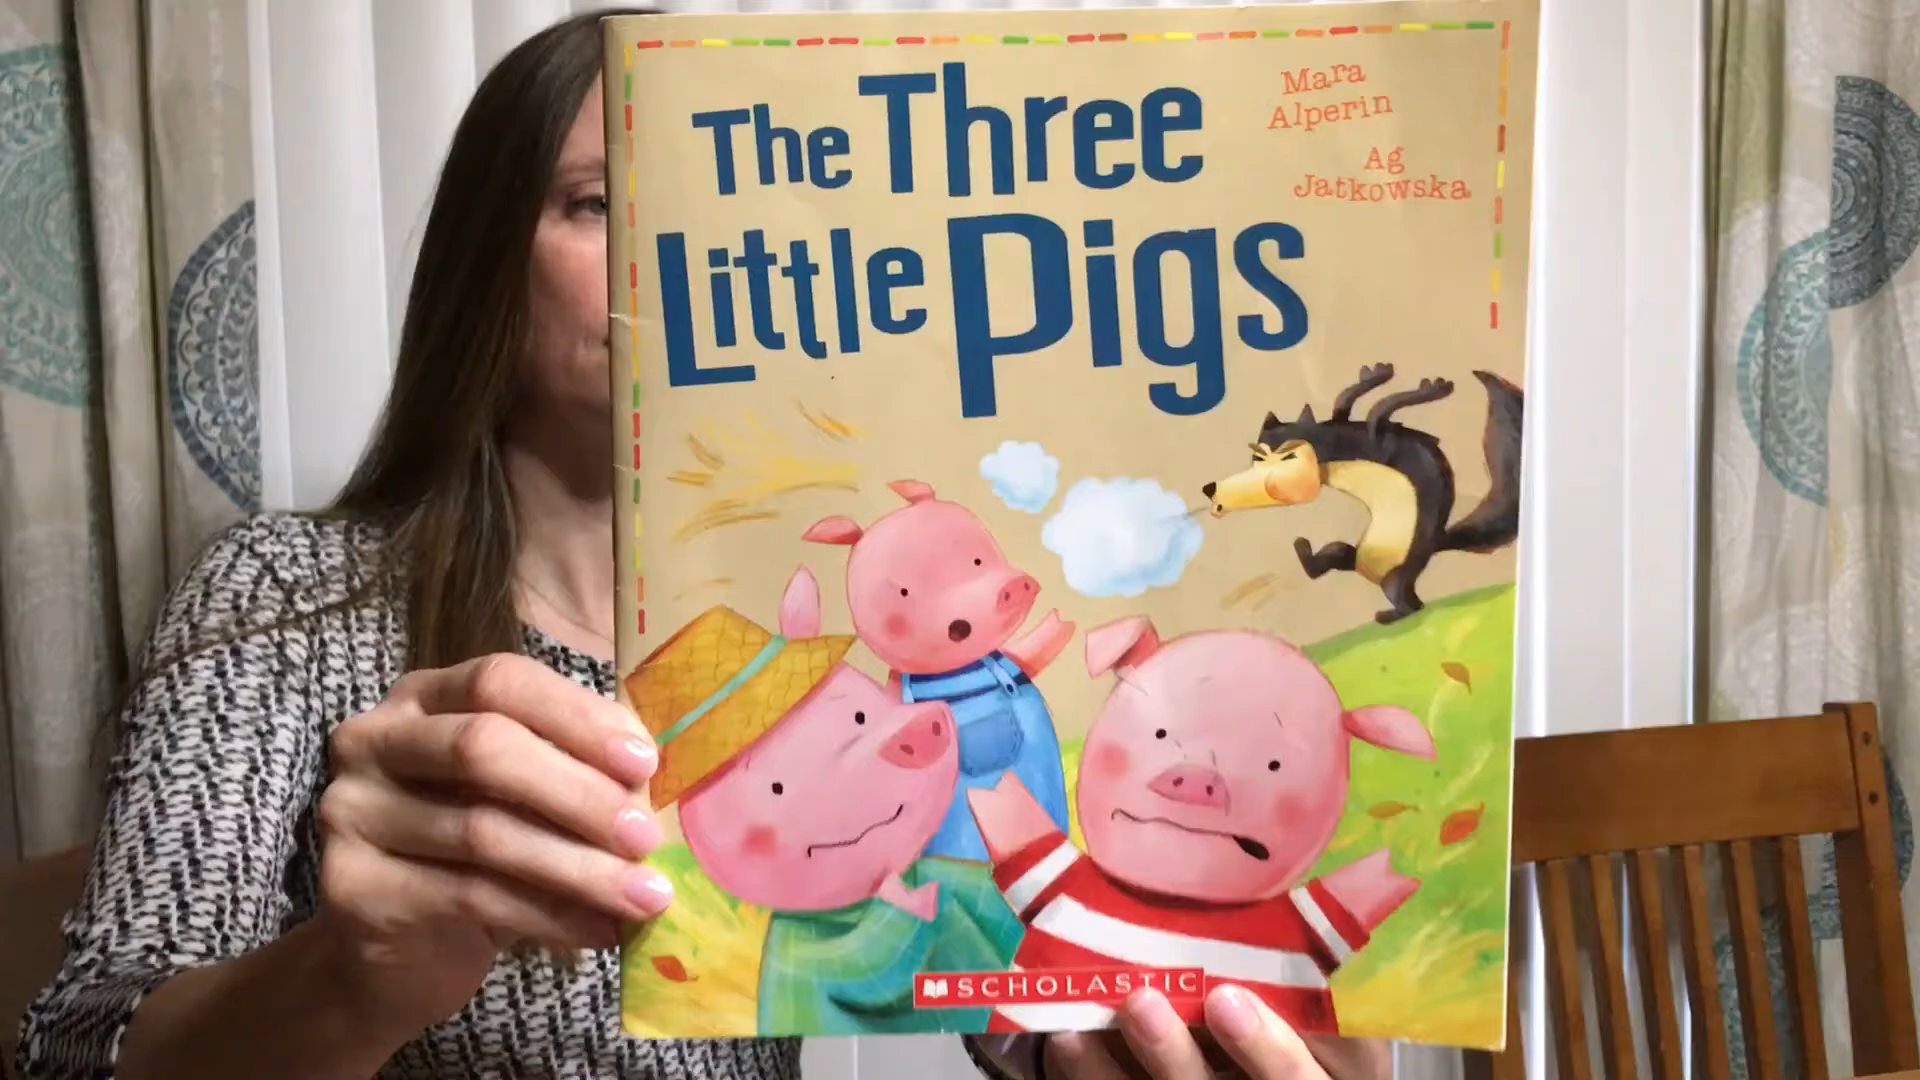 The Three
Little Pigs
Mara
Alperin
Ag
Jatkowska
SCHOLASTIC